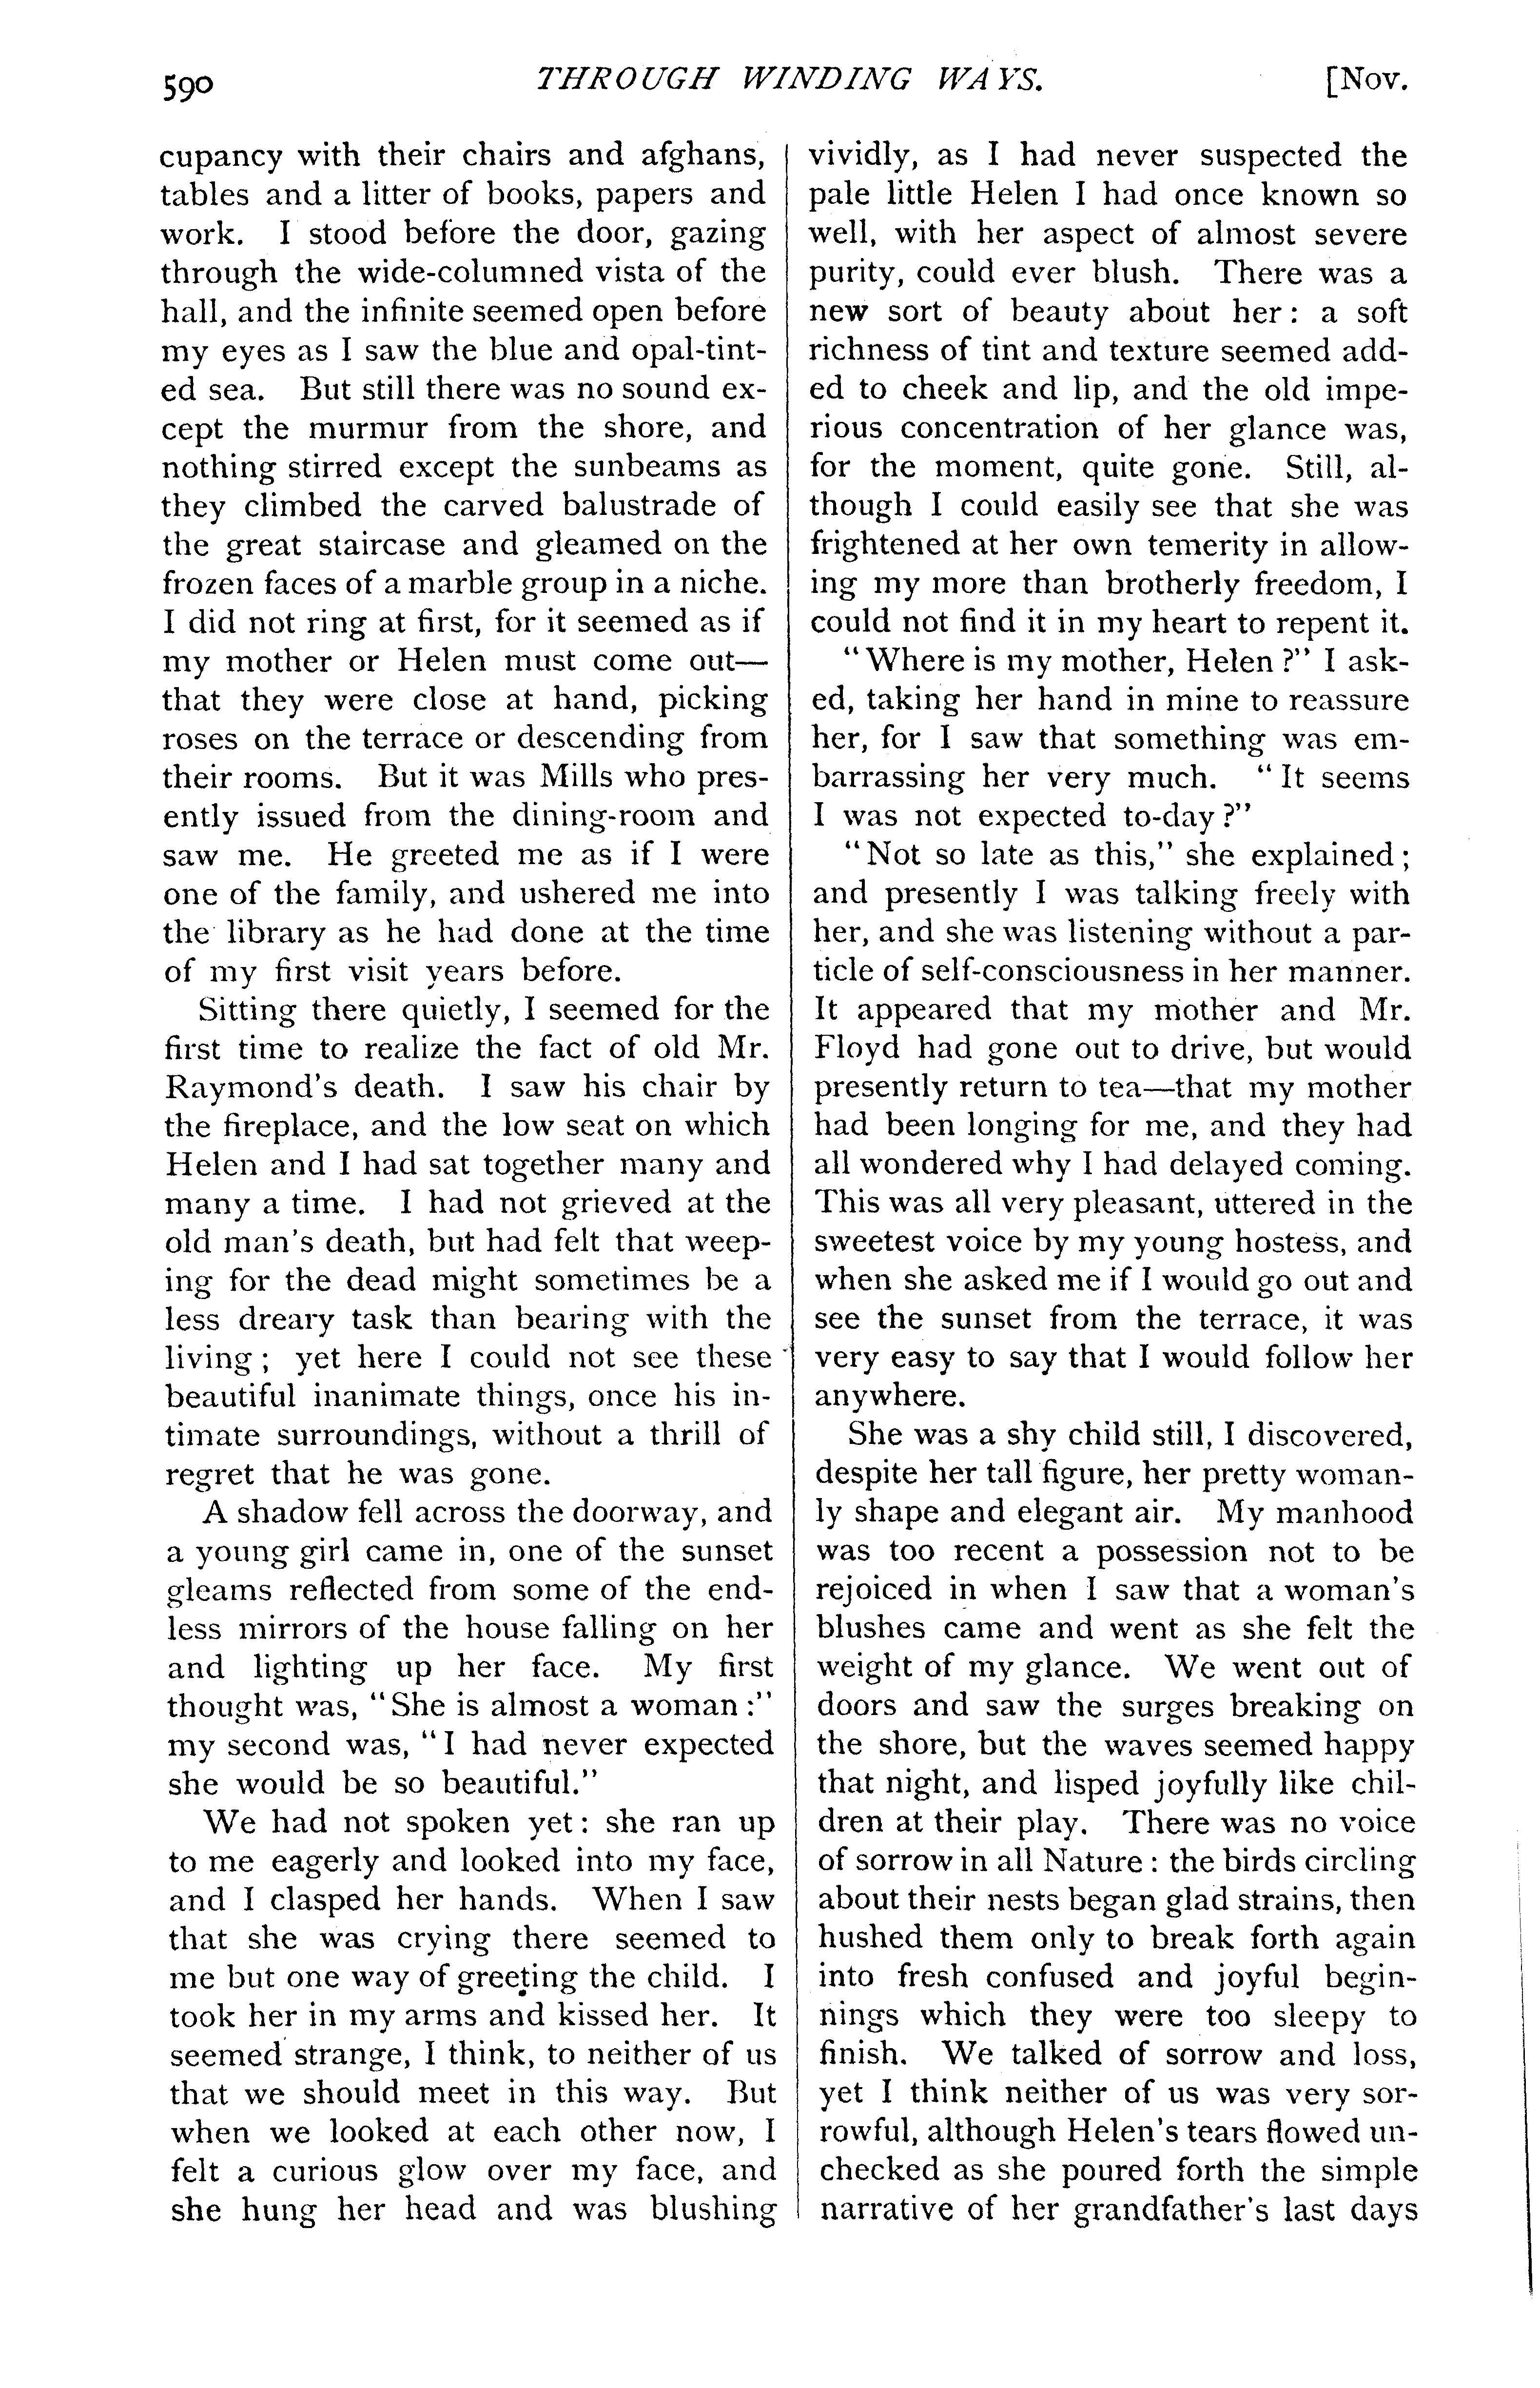 590 THROUGH WINDING WAYS. [Nov.
cupancy with their chairs and afghans,
tables and a litter of books, papers and
work. I stood before the door, gazing
through the wide-columned vista of the
hall, and the infinite seemed open before
my eyes as I saw the blue and opal-tint-
ed sea. But still there was no sound ex-
cept the murmur from the shore, and
nothing stirred except the sunbeams as
they climbed the carved balustrade of
the great staircase and gleamed on the
frozen faces of a marble group in a niche.
I did not ring at first, for it seemed as if
my mother or Helen must come out—
that they were close at hand, picking
roses on the terrace or descending from
their rooms. But it was Mills who pres-
ently issued from the dining-room and
saw me. He greeted me as if I were
one of the family, and ushered me into
the library as he had done at the time
of my first visit years before.
Sitting there quietly, I seemed for the
first time to realize the fact of old Mr.
Raymond's death. I saw his chair by
the fireplace, and the low seat on which
Helen and I had sat together many and
many a time. I had not grieved at the
old man's death, but had felt that weep-
ing for the dead might sometimes be a
less dreary task than bearing with the
living; yet here I could not see these
beautiful inanimate things, once his in-
timate surroundings, without a thrill of
regret that he was gone.
A shadow fell across the doorway, and
a young girl came in, one of the sunset
gleams reflected from some of the end-
less mirrors of the house falling on her
and lighting up her face. My first
thought was, "She is almost a woman:"
my second was, "I had never expected
she would be so beautiful."
We had not spoken yet: she ran up
to me eagerly and looked into my face,
and I clasped her hands. When I saw
that she was crying there seemed to
me but one way of greeting the child. I
took her in my arms and kissed her. It
seemed strange, I think, to neither of us
that we should meet in this way. But
when we looked at each other now, I
felt a curious glow over my face, and
she hung her head and was blushing
vividly, as I had never suspected the
pale little Helen I had once known so
well, with her aspect of almost severe
purity, could ever blush. There was a
new sort of beauty about her: a soft
richness of tint and texture seemed add-
ed to cheek and lip, and the old impe-
rious concentration of her glance was,
for the moment, quite gone. Still, al-
though I could easily see that she was
frightened at her own temerity in allow-
ing my more than brotherly freedom, I
could not find it in my heart to repent it.
"Where is my mother, Helen?" I ask-
ed, taking her hand in mine to reassure
her, for I saw that something was em-
barrassing her very much. "It seems
I was not expected to-day?"
"Not so late as this," she explained;
and presently I was talking freely with
her, and she was listening without a par-
ticle of self-consciousness in her manner.
It appeared that my mother and Mr.
Floyd had gone out to drive, but would
presently return to tea—that my mother
had been longing for me, and they had
all wondered why I had delayed coming.
This was all very pleasant, uttered in the
sweetest voice by my young hostess, and
when she asked me if I would go out and
see the sunset from the terrace, it was
very easy to say that I would follow her
anywhere.
She was a shy child still, I discovered,
despite her tall figure, her pretty woman-
ly shape and elegant air. My manhood
was too recent a possession not to be
rejoiced in when I saw that a woman's
blushes came and went as she felt the
weight of my glance. We went out of
doors and saw the surges breaking on
the shore, but the waves seemed happy
that night, and lisped joyfully like chil-
dren at their play. There was no voice
of sorrow in all Nature: the birds circling
about their nests began glad strains, then
hushed them only to break forth again
into fresh confused and joyful begin-
nings which they were too sleepy to
finish. We talked of sorrow and loss,
yet I think neither of us was very sor-
rowful, although Helen's tears flowed un-
checked as she poured forth the simple
narrative of her grandfather's last days